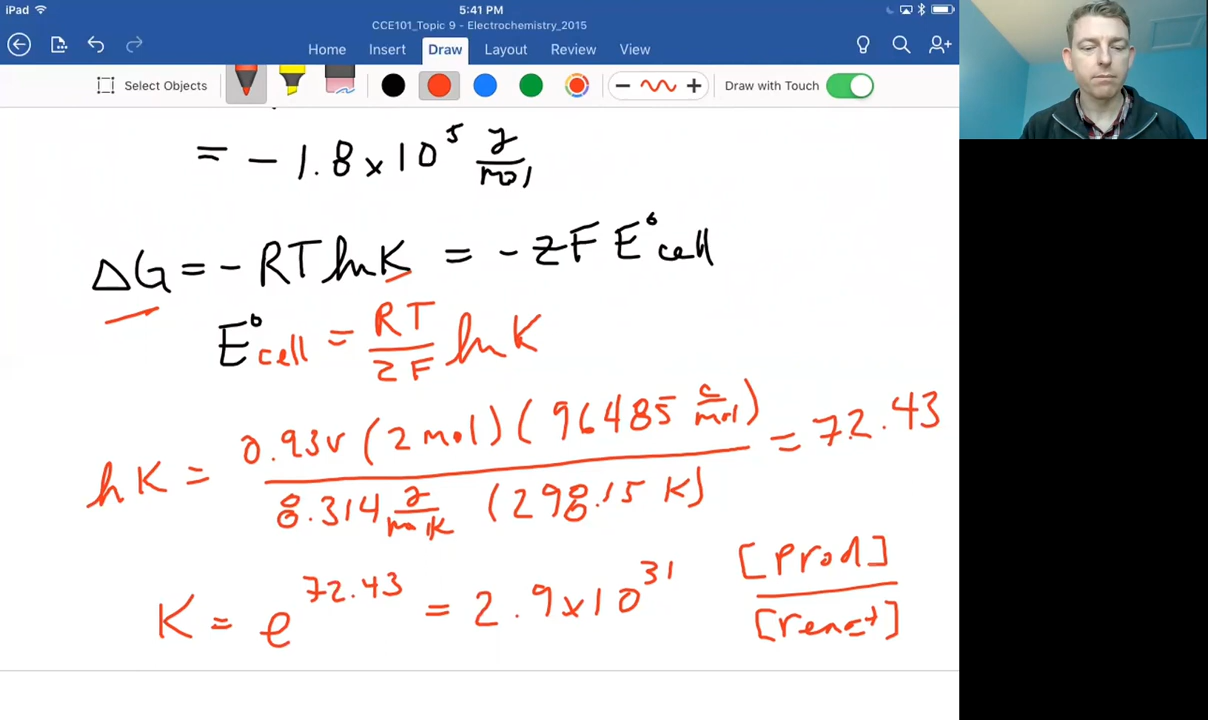 iPad 5:41 PM
CCE101_Topic 9 - Electrochemistry_2015
Home Insert Draw Layout Review View
Select Objects Draw with Touch
= - 1.8 x 10⁵ J/mol
ΔG = - RT ln K = - zF E°cell
E°cell = RT/zF ln K
ln K = 0.93v (2 mol) (96485 C/mol) / 8.314 J/mol K (298.15 K) = 72.43
K = e^72.43 = 2.9 x 10³¹ [Prod]/[react]